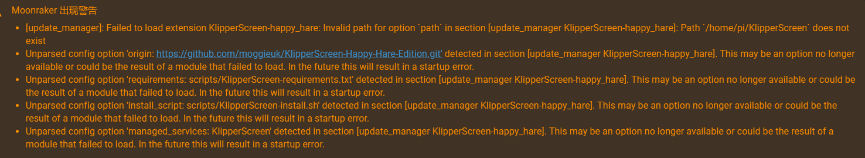 Moonraker 出现警告
• [update_manager]: Failed to load extension KlipperScreen-happy_hare: Invalid path for option `path` in section [update_manager KlipperScreen-happy_hare]: Path `/home/pi/KlipperScreen` does not
exist
• Unparsed config option 'origin: https://github.com/moggieuk/KlipperScreen-Happy-Hare-Edition.git' detected in section [update_manager KlipperScreen-happy_hare]. This may be an option no longer
available or could be the result of a module that failed to load. In the future this will result in a startup error.
• Unparsed config option 'requirements: scripts/KlipperScreen-requirements.txt' detected in section [update_manager KlipperScreen-happy_hare]. This may be an option no longer available or could be
the result of a module that failed to load. In the future this will result in a startup error.
• Unparsed config option 'install_script: scripts/KlipperScreen-install.sh' detected in section [update_manager KlipperScreen-happy_hare]. This may be an option no longer available or could be the
result of a module that failed to load. In the future this will result in a startup error.
• Unparsed config option 'managed_services: KlipperScreen' detected in section [update_manager KlipperScreen-happy_hare]. This may be an option no longer available or could be the result of a
module that failed to load. In the future this will result in a startup error.